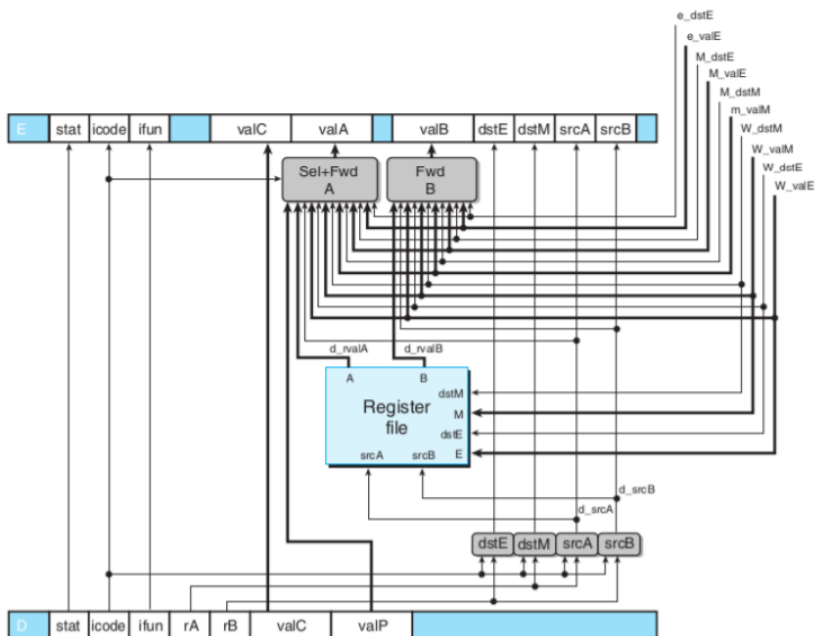 e_dstE
e_valE
M_dstE
M_valE
M_dstM
m_valM
W_dstM
W_valM
W_dstE
W_valE
E stat icode ifun valC valA valB dstE dstM srcA srcB
Sel+Fwd
A
Fwd
B
d_rvalA
d_rvalB
A
B
Register
file
dstM
M
dstE
E
srcA
srcB
d_srcB
d_srcA
dstE dstM srcA srcB
D stat icode ifun rA rB valC valP